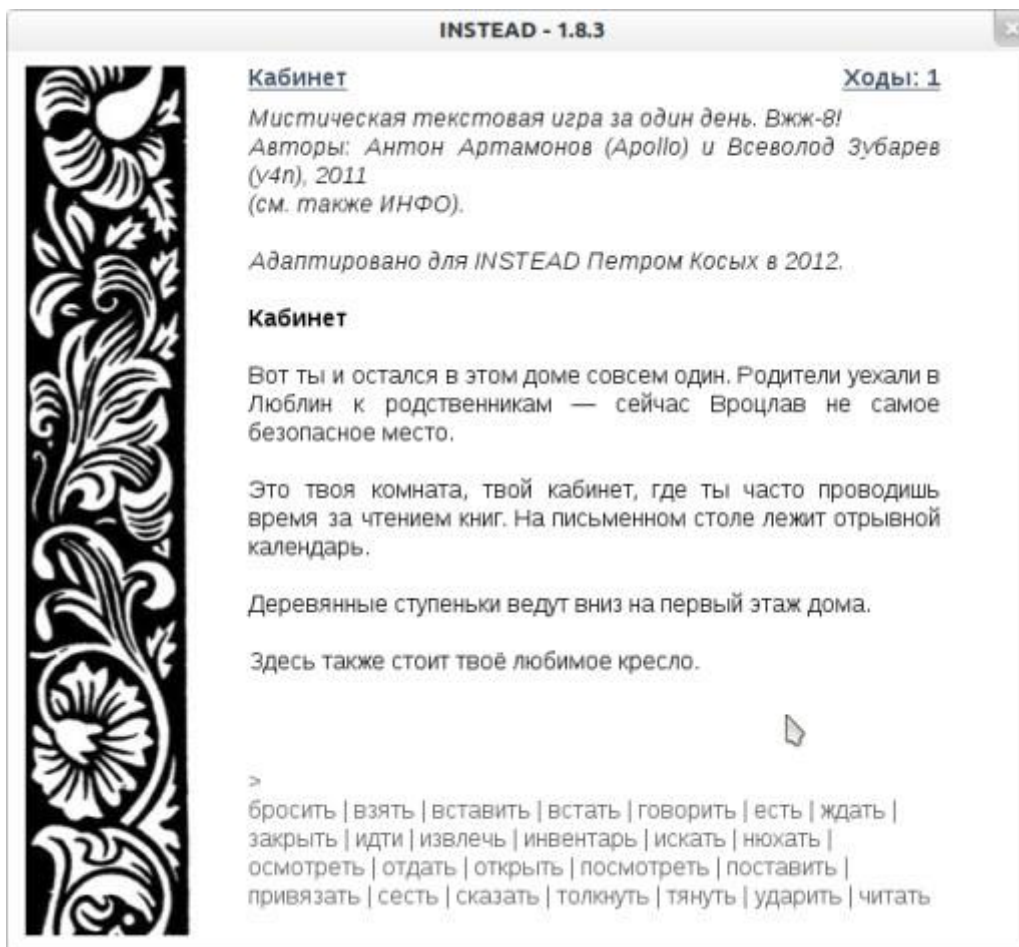 INSTEAD - 1.8.3
Кабинет Ходы: 1
Мистическая текстовая игра за один день. Вжж-8!
Авторы: Антон Артамонов (Apollo) и Всеволод Зубарев
(v4n), 2011
(см. также ИНФО).
Адаптировано для INSTEAD Петром Косых в 2012.
Кабинет
Вот ты и остался в этом доме совсем один. Родители уехали в
Люблин к родственникам — сейчас Вроцлав не самое
безопасное место.
Это твоя комната, твой кабинет, где ты часто проводишь
время за чтением книг. На письменном столе лежит отрывной
календарь.
Деревянные ступеньки ведут вниз на первый этаж дома.
Здесь также стоит твоё любимое кресло.
>
бросить | взять | вставить | встать | говорить | есть | ждать |
закрыть | идти | извлечь | инвентарь | искать | нюхать |
осмотреть | отдать | открыть | посмотреть | поставить |
привязать | сесть | сказать | толкнуть | тянуть | ударить | читать